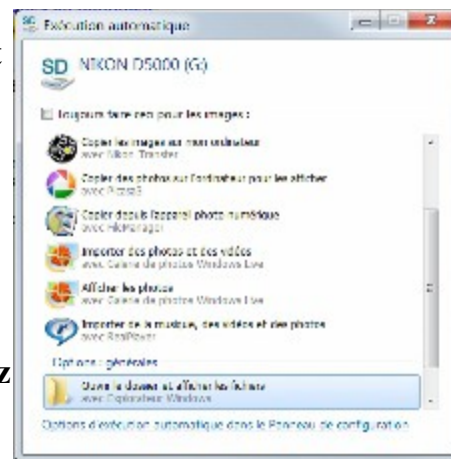 Exécution automatique
SD NIKON D5000 (G:)
Toujours faire ceci pour les images :
Copier les images sur mon ordinateur
avec Nikon Transfer
Copier des photos sur l'ordinateur pour les afficher
avec Picasa3
Copier depuis l'appareil photo numérique
avec FileManager
Importer des photos et des vidéos
avec Galerie de photos Windows Live
Afficher les photos
avec Galerie de photos Windows Live
Importer de la musique, des vidéos et des photos
avec RealPlayer
Options : générales
z
Ouvrir le dossier et afficher les fichiers
avec Explorateur Windows
Options d'exécution automatique dans le Panneau de configuration